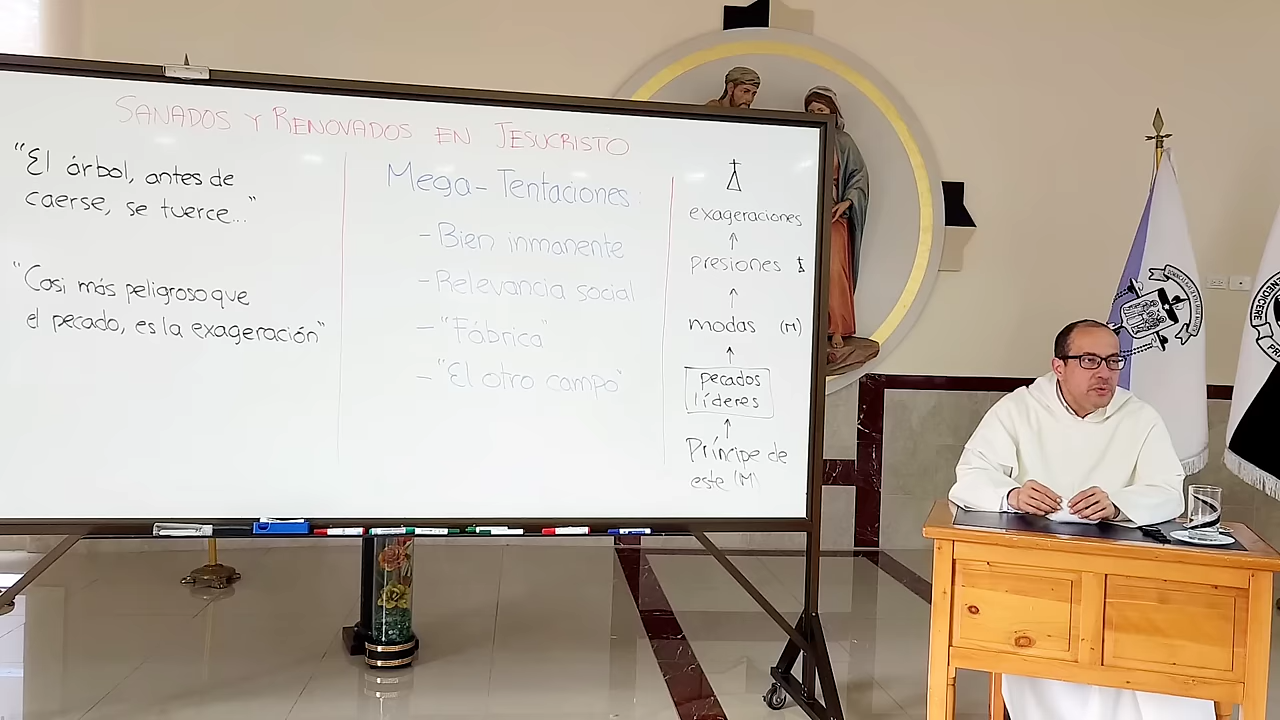 SANADOS Y RENOVADOS EN JESUCRISTO
"El árbol, antes de
caerse, se tuerce..."
"Casi más peligroso que
el pecado, es la exageración"
Mega-Tentaciones:
- Bien inmanente
- Relevancia social
- "Fábrica"
- "El otro campo"
exageraciones
↑
presiones
↑
modas (M)
↑
pecados
líderes
↑
Príncipe de
este (M)